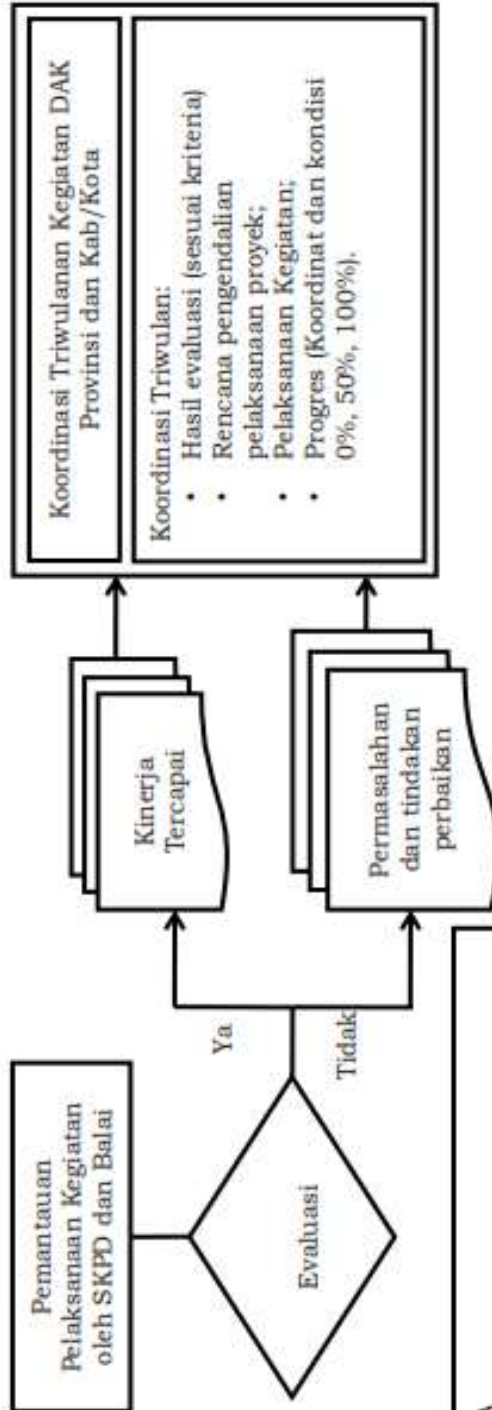 Pemantauan
Pelaksanaan Kegiatan
oleh SKPD dan Balai
Evaluasi
Ya
Tidak
Kinerja
Tercapai
Permasalahan
dan tindakan
perbaikan
Koordinasi Triwulanan Kegiatan DAK
Provinsi dan Kab/Kota
Koordinasi Triwulan:
• Hasil evaluasi (sesuai kriteria)
• Rencana pengendalian
pelaksanaan proyek;
• Pelaksanaan Kegiatan;
• Progres (Koordinat dan kondisi
0%, 50%, 100%).